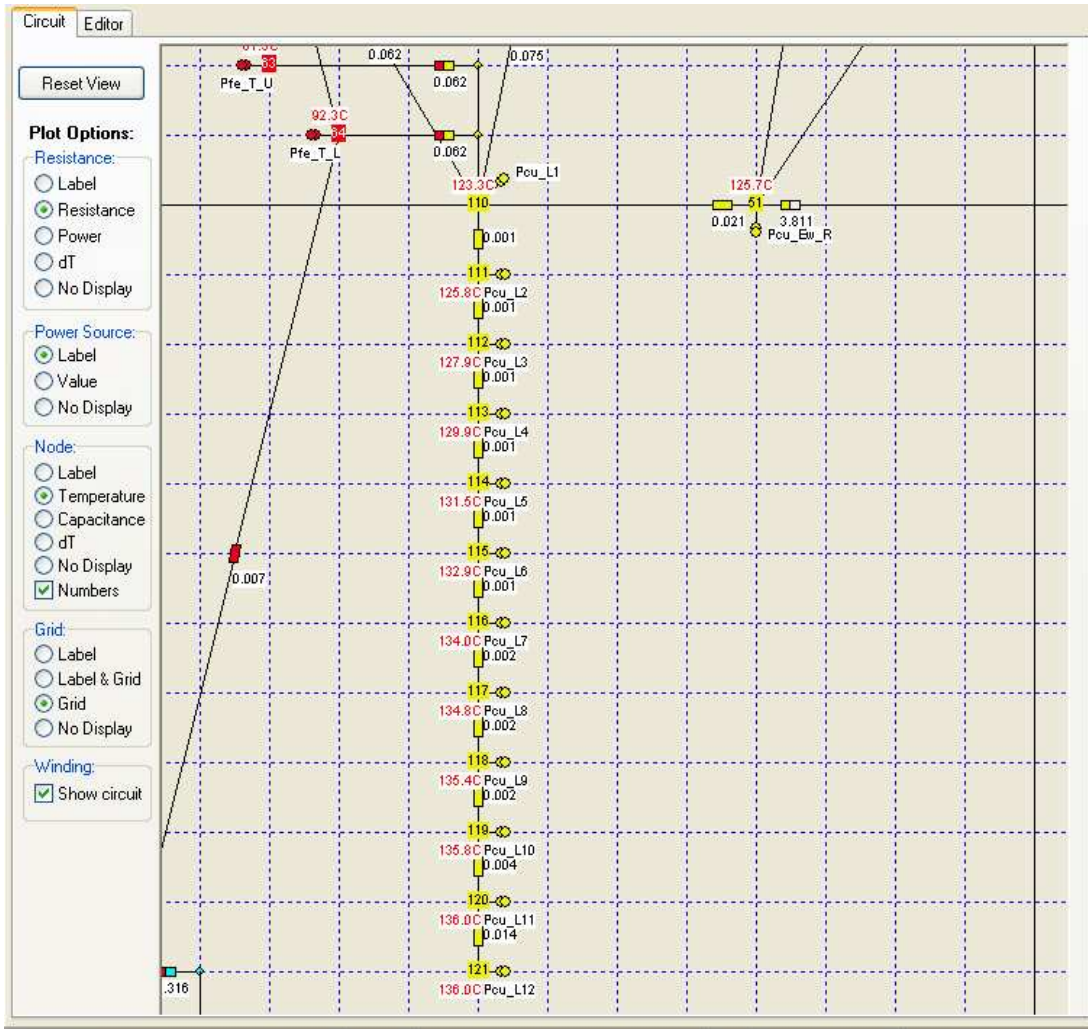 Circuit
Editor
Reset View
Plot Options:
Resistance:
Label
Resistance
Power
dT
No Display
Power Source:
Label
Value
No Display
Node:
Label
Temperature
Capacitance
dT
No Display
Numbers
Grid:
Label
Label & Grid
Grid
No Display
Winding:
Show circuit
63
Pfe_T_U
0.062
0.062
0.075
92.3C
64
Pfe_T_L
0.062
Pcu_L1
123.3C
110
125.7C
51
0.021
3.811
Pcu_Ew_R
0.001
111
125.8C Pcu_L2
0.001
112
127.9C Pcu_L3
0.001
113
129.9C Pcu_L4
0.001
114
131.5C Pcu_L5
0.001
115
0.007
132.9C Pcu_L6
0.001
116
134.0C Pcu_L7
0.002
117
134.8C Pcu_L8
0.002
118
135.4C Pcu_L9
0.002
119
135.8C Pcu_L10
0.004
120
136.0C Pcu_L11
0.014
121
136.0C Pcu_L12
.316